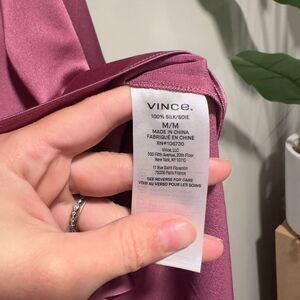 VINCE.
100% SILK/SOIE
M/M
MADE IN CHINA
FABRIQUÉ EN CHINE
RN#106730
Vince, LLC
500 Fifth Avenue, 20th Floor
New York, NY 10110
11 Rue Saint Florentin
75008 Paris France
SEE REVERSE FOR CARE
VOIR AU VERSO POUR LES SOINS